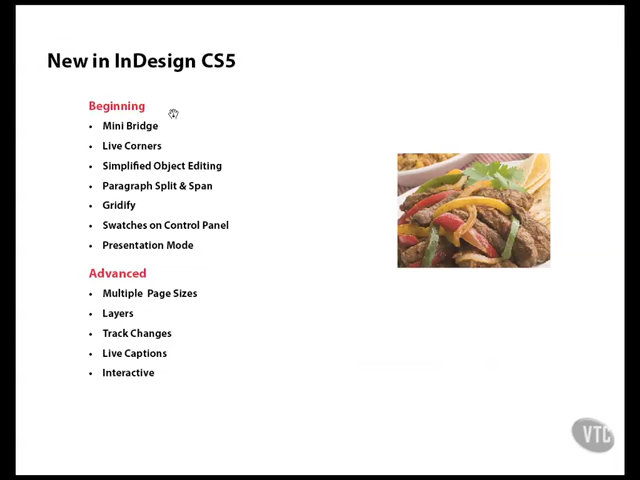 New in InDesign CS5
Beginning
• Mini Bridge
• Live Corners
• Simplified Object Editing
• Paragraph Split & Span
• Gridify
• Swatches on Control Panel
• Presentation Mode
Advanced
• Multiple Page Sizes
• Layers
• Track Changes
• Live Captions
• Interactive
VTC